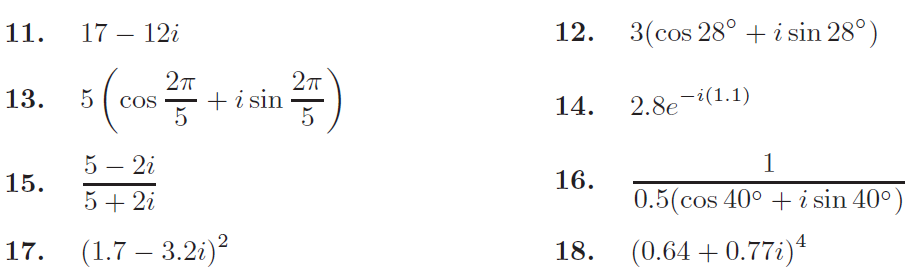 11. 17 − 12i 12. 3(cos 28° + i sin 28°)
13. 5(cos 2π/5 + i sin 2π/5) 14. 2.8e^{−i(1.1)}
15. (5 − 2i)/(5 + 2i) 16. 1/(0.5(cos 40° + i sin 40°))
17. (1.7 − 3.2i)² 18. (0.64 + 0.77i)⁴